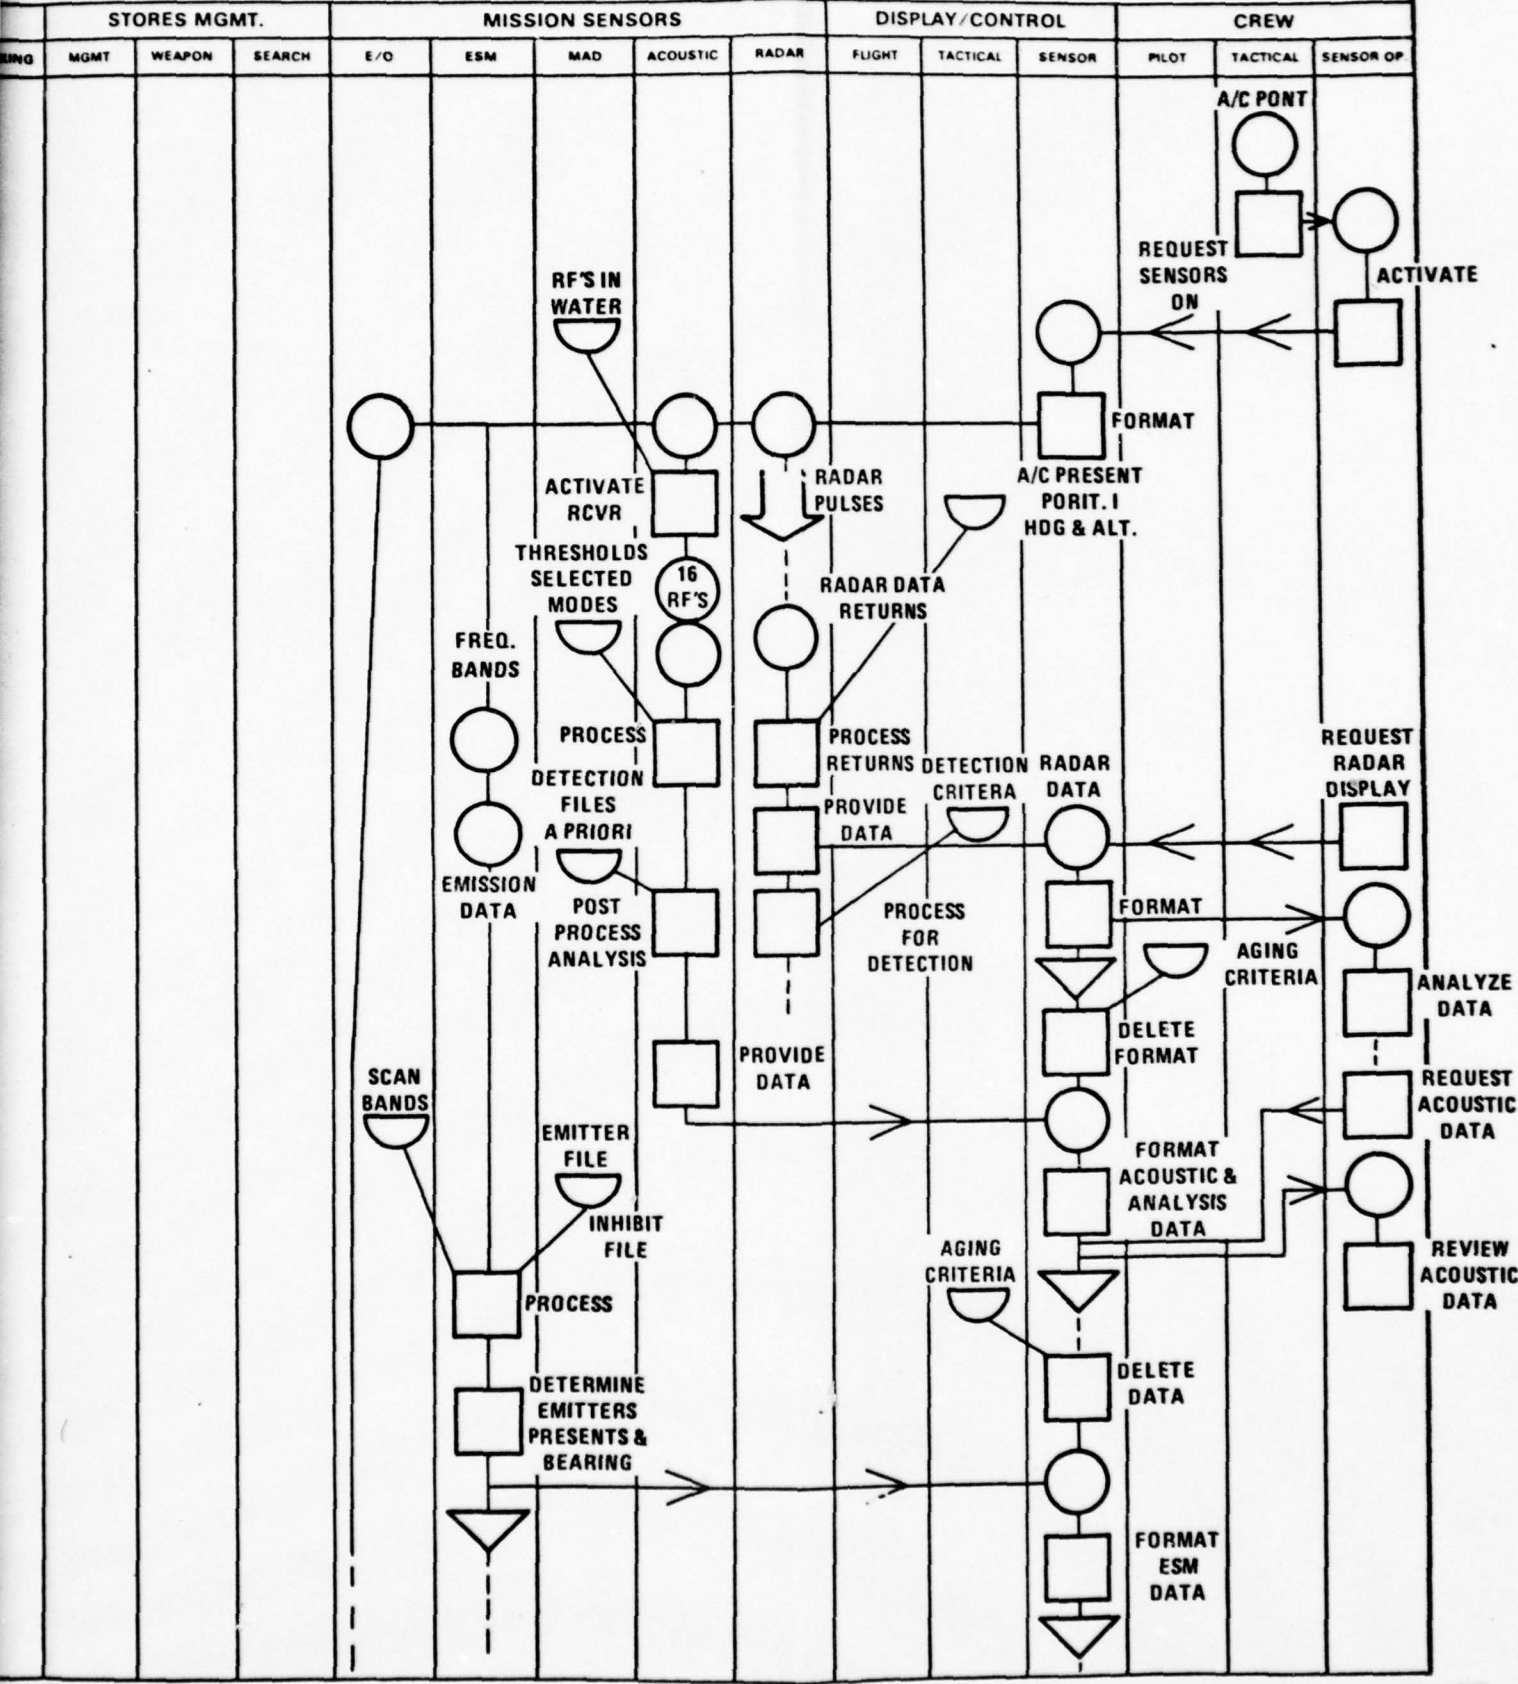 STORES MGMT.
MISSION SENSORS
DISPLAY/CONTROL
CREW
MGMT
WEAPON
SEARCH
E/O
ESM
MAD
ACOUSTIC
RADAR
FLIGHT
TACTICAL
SENSOR
PILOT
TACTICAL
SENSOR OP.
A/C PONT
REQUEST
SENSORS
ON
ACTIVATE
RF'S IN
WATER
FORMAT
ACTIVATE
RCVR
RADAR
PULSES
A/C PRESENT
PORIT. I
HDG & ALT.
THRESHOLDS
SELECTED
MODES
16
RF'S
RADAR DATA
RETURNS
FREQ.
BANDS
PROCESS
PROCESS
RETURNS
DETECTION
CRITERA
RADAR
DATA
REQUEST
RADAR
DISPLAY
DETECTION
FILES
A PRIORI
PROVIDE
DATA
EMISSION
DATA
POST
PROCESS
ANALYSIS
PROCESS
FOR
DETECTION
FORMAT
AGING
CRITERIA
ANALYZE
DATA
DELETE
FORMAT
PROVIDE
DATA
SCAN
BANDS
REQUEST
ACOUSTIC
DATA
EMITTER
FILE
INHIBIT
FILE
FORMAT
ACOUSTIC &
ANALYSIS
DATA
AGING
CRITERIA
REVIEW
ACOUSTIC
DATA
PROCESS
DETERMINE
EMITTERS
PRESENTS &
BEARING
DELETE
DATA
FORMAT
ESM
DATA